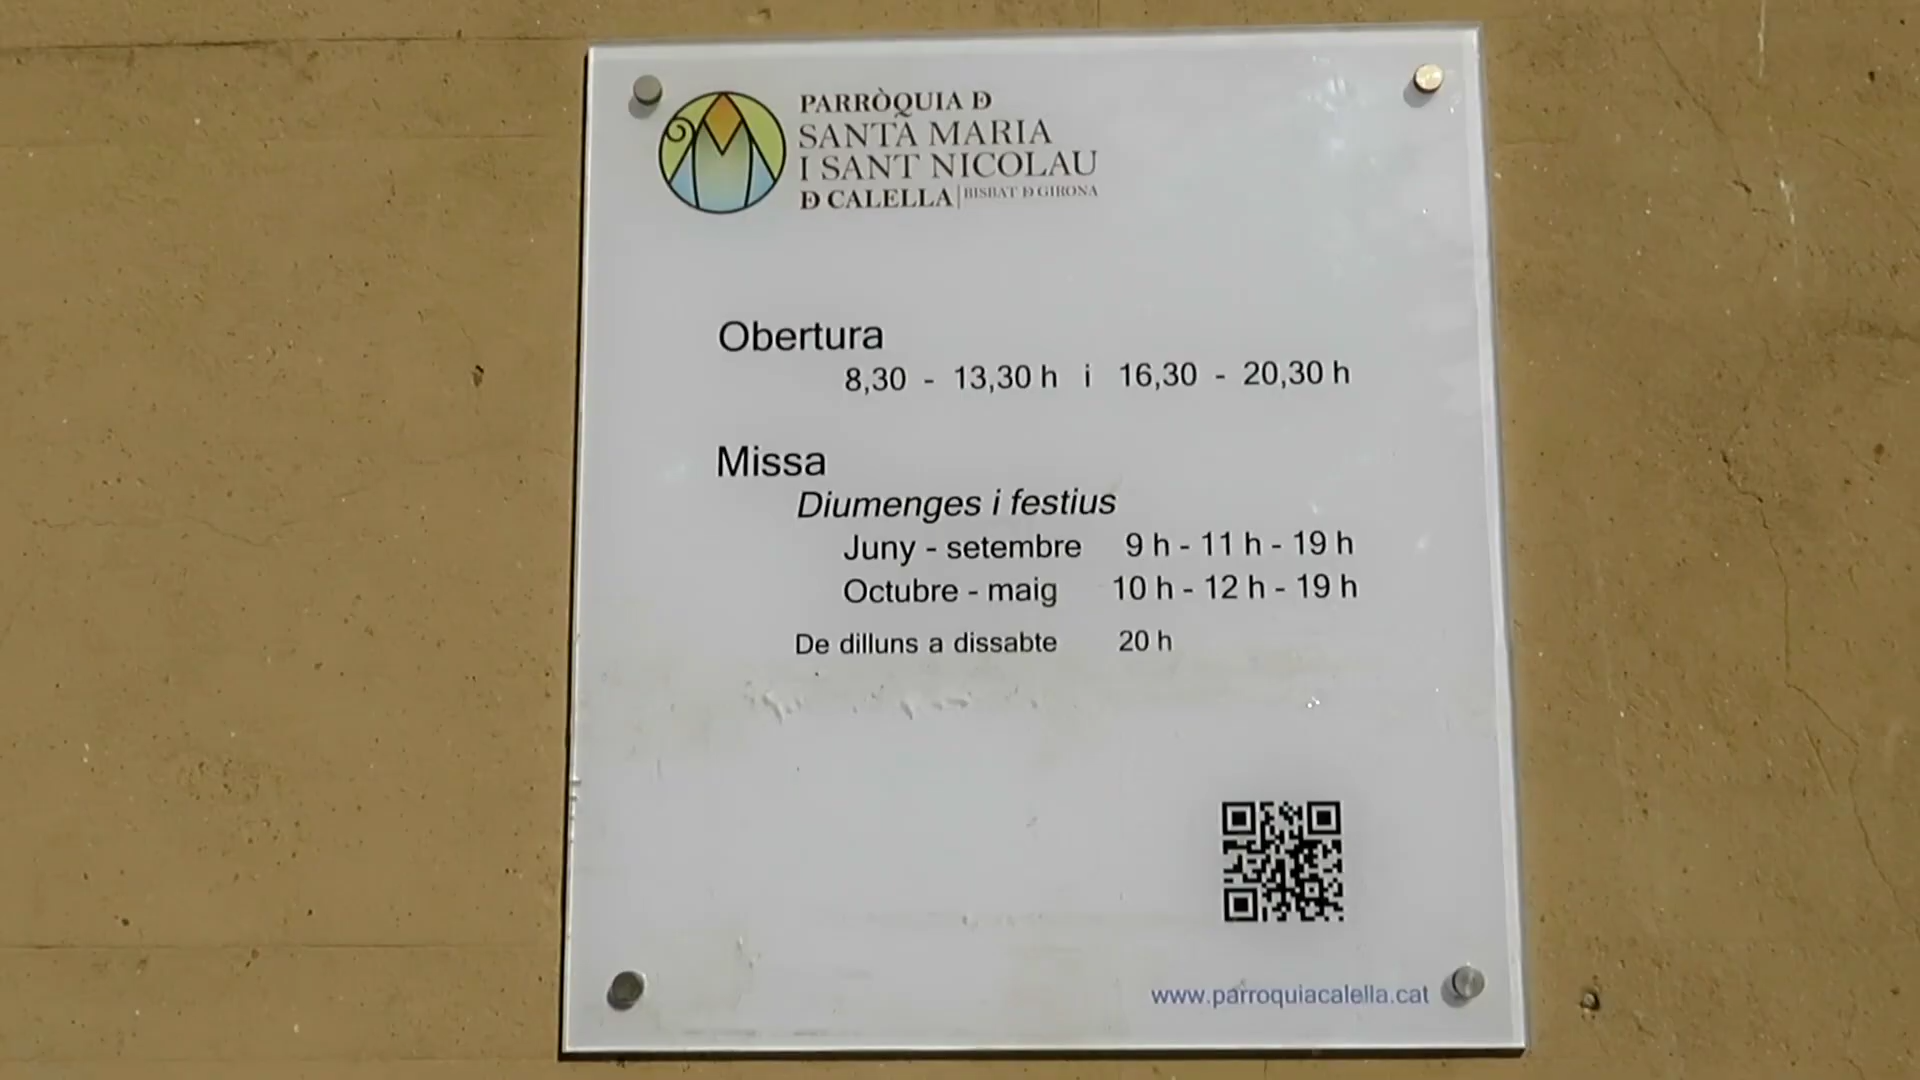 PARRÒQUIA D
SANTA MARIA
I SANT NICOLAU
D CALELLA | BISBAT D GIRONA
Obertura
8,30 - 13,30 h i 16,30 - 20,30 h
Missa
Diumenges i festius
Juny - setembre 9 h - 11 h - 19 h
Octubre - maig 10 h - 12 h - 19 h
De dilluns a dissabte 20 h
www.parroquiacalella.cat